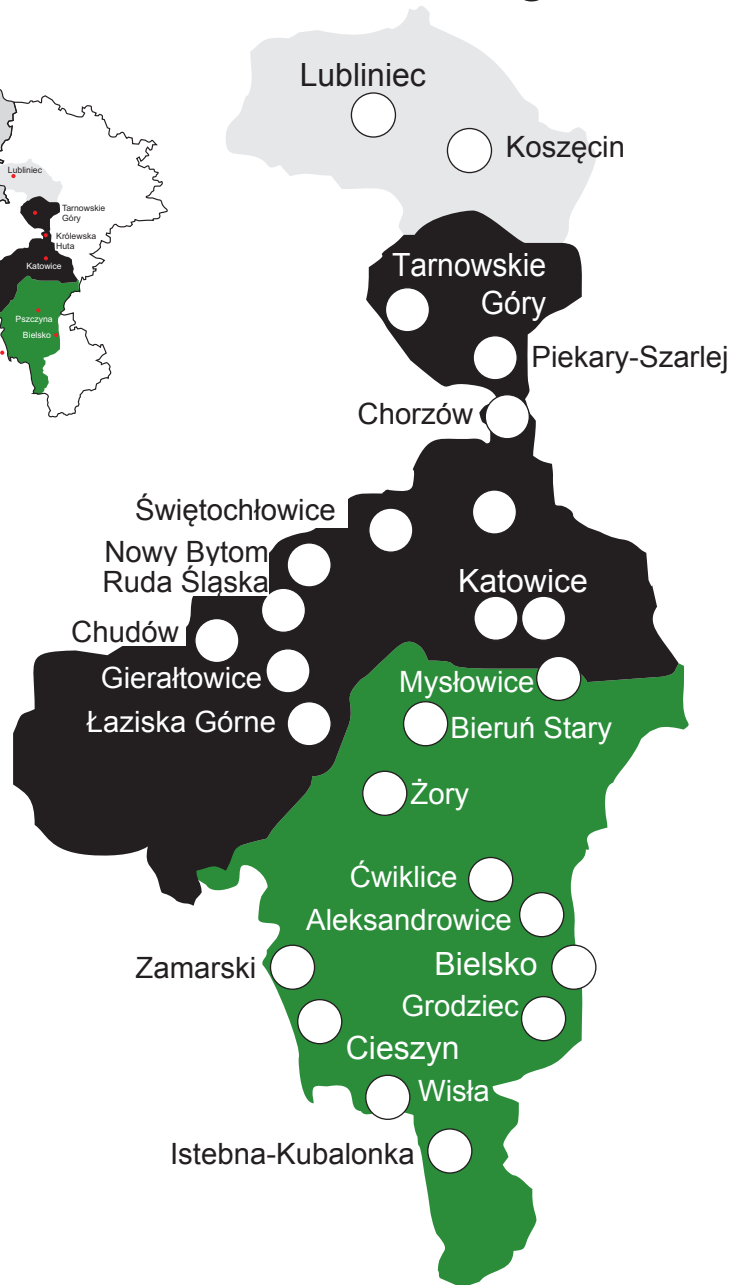 Lubliniec
Koszęcin
Lubliniec
Tarnowskie
Góry
Królewska
Huta
Katowice
Pszczyna
Bielsko
Tarnowskie
Góry
Piekary-Szarlej
Chorzów
Świętochłowice
Nowy Bytom
Ruda Śląska
Katowice
Chudów
Gierałtowice
Mysłowice
Łaziska Górne
Bieruń Stary
Żory
Ćwiklice
Aleksandrowice
Zamarski
Bielsko
Grodziec
Cieszyn
Wisła
Istebna-Kubalonka